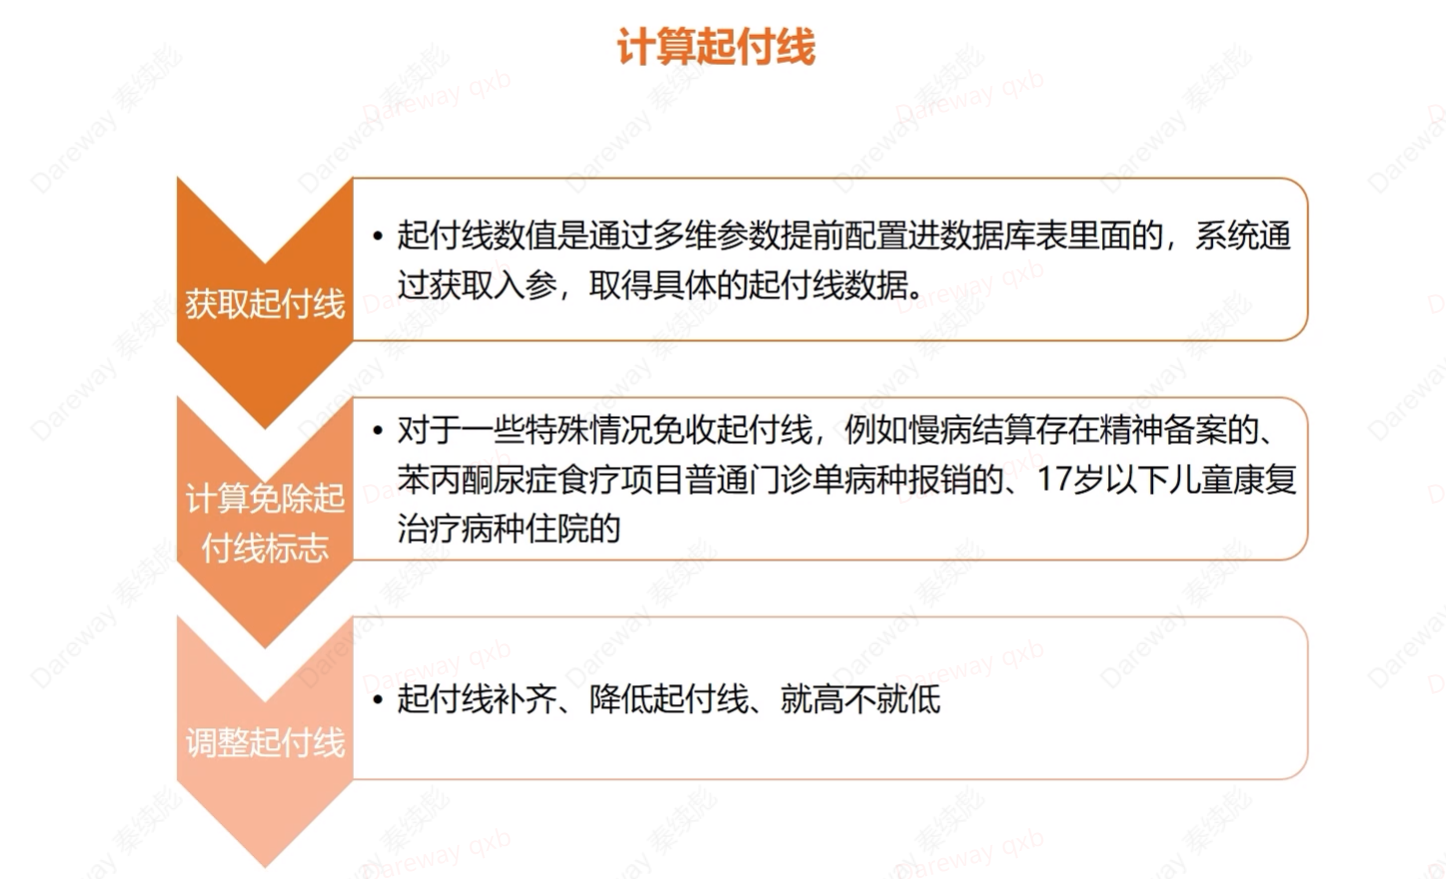 计算起付线
获取起付线
• 起付线数值是通过多维参数提前配置进数据库表里面的，系统通
过获取入参，取得具体的起付线数据。
计算免除起
付线标志
• 对于一些特殊情况免收起付线，例如慢病结算存在精神备案的、
苯丙酮尿症食疗项目普通门诊单病种报销的、17岁以下儿童康复
治疗病种住院的
调整起付线
• 起付线补齐、降低起付线、就高不就低
Dareway 秦续彪
Dareway qxb